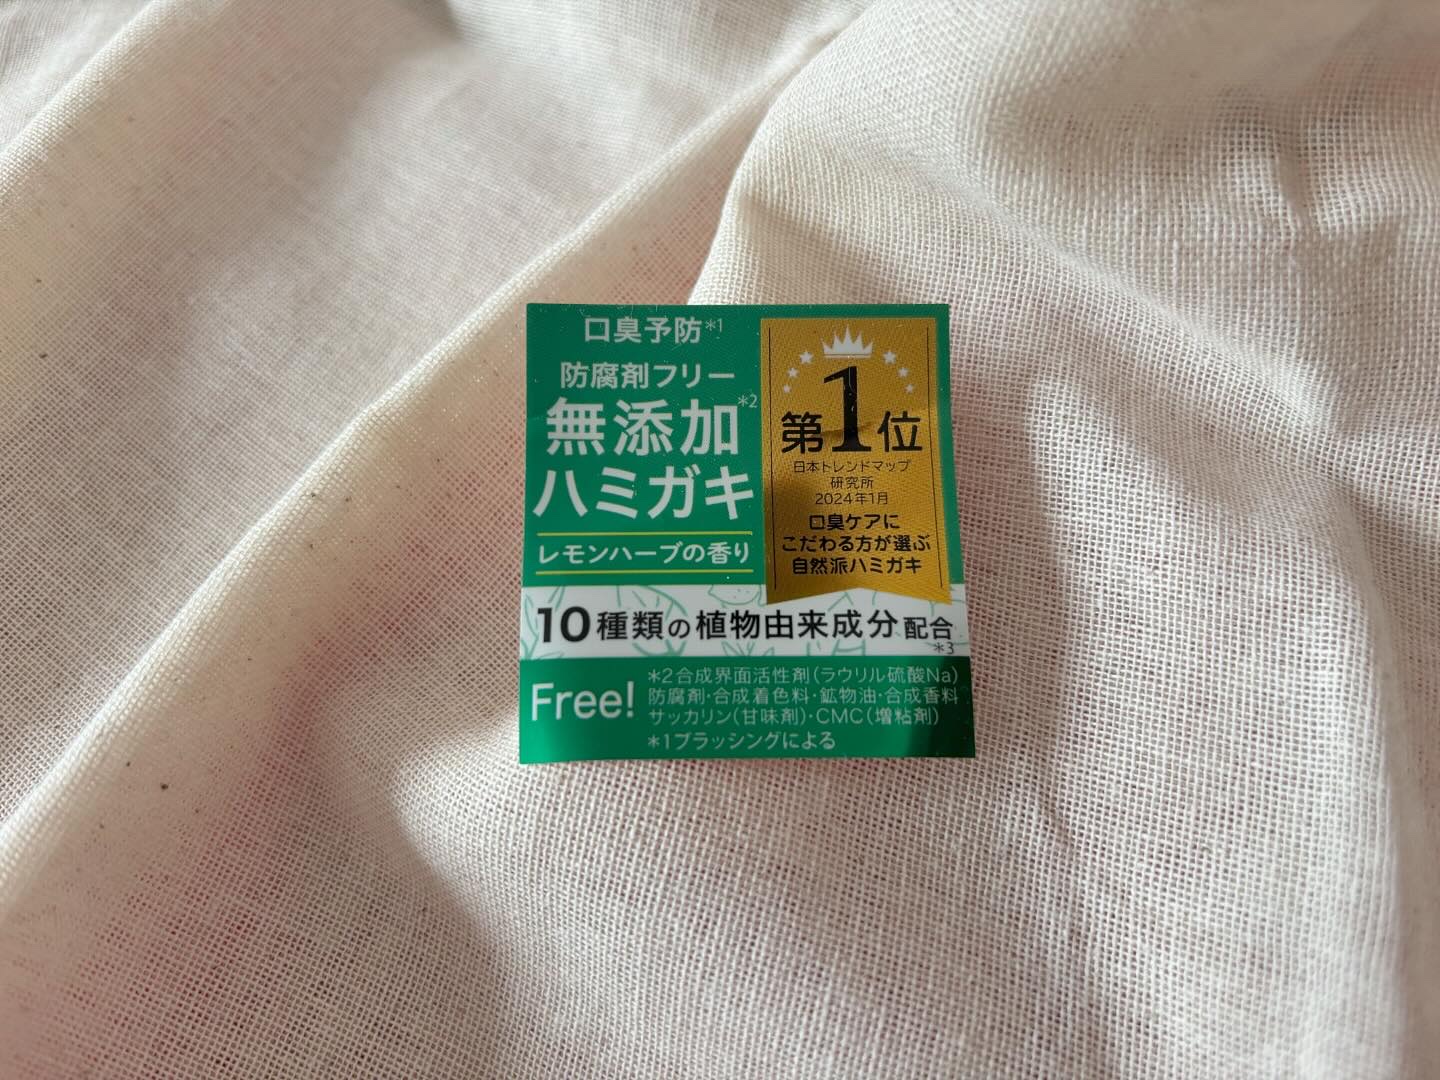 口臭予防*1
防腐剤フリー
無添加*2
ハミガキ
レモンハーブの香り
第1位
日本トレンドマップ
研究所
2024年1月
口臭ケアに
こだわる方が選ぶ
自然派ハミガキ
10種類の植物由来成分配合
*3
Free!
*2合成界面活性剤(ラウリル硫酸Na)
防腐剤・合成着色料・鉱物油・合成香料
サッカリン(甘味剤)・CMC(増粘剤)
*1ブラッシングによる